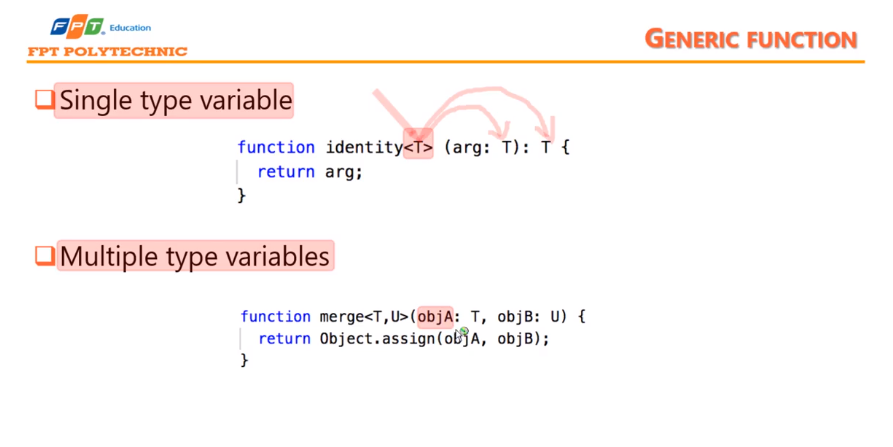 FPT Education
FPT POLYTECHNIC
GENERIC FUNCTION
Single type variable
function identity<T> (arg: T): T {
return arg;
}
Multiple type variables
function merge<T,U>(objA: T, objB: U) {
return Object.assign(objA, objB);
}